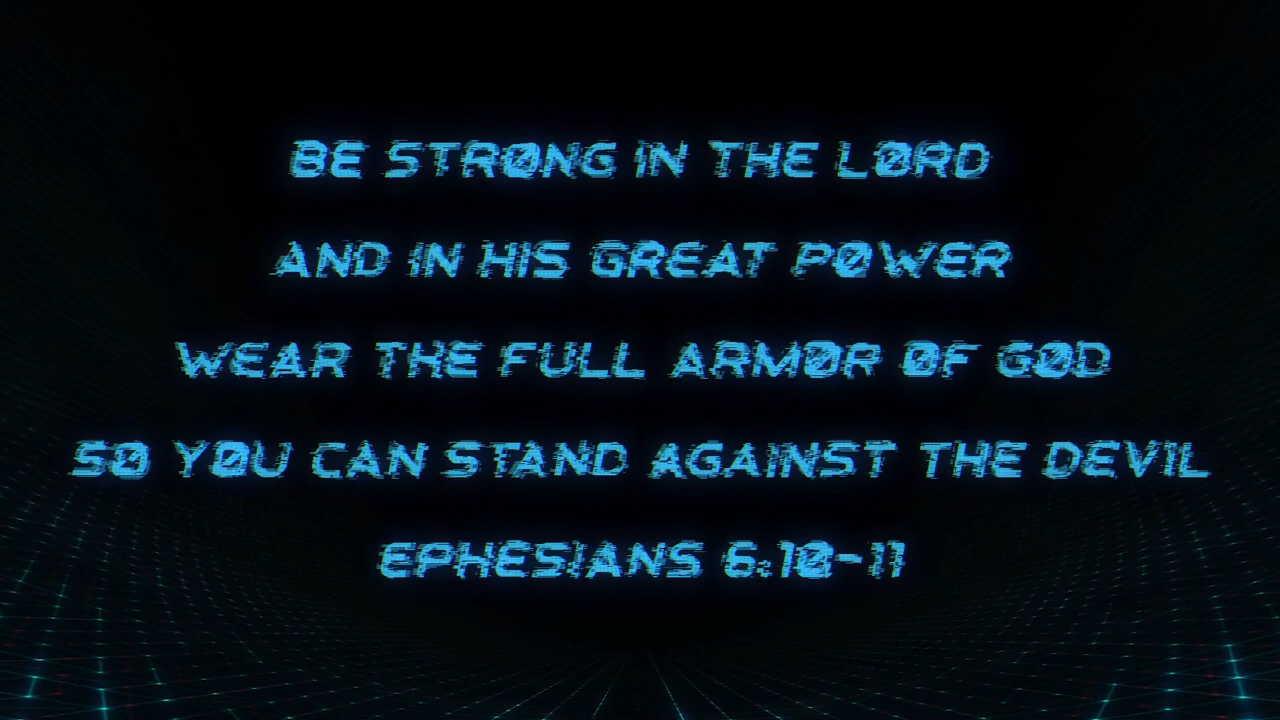 BE STRONG IN THE LORD
AND IN HIS GREAT POWER
WEAR THE FULL ARMOR OF GOD
SO YOU CAN STAND AGAINST THE DEVIL
EPHESIANS 6:10-11